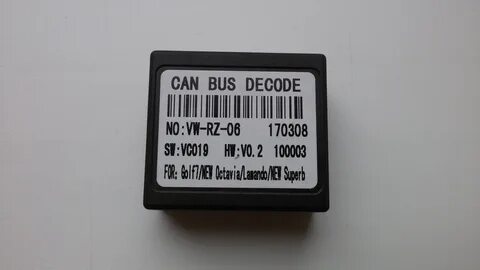 CAN BUS DECODE
NO:VW-RZ-06 170308
SW:VC019 HW:V0.2 100003
FOR: Golf7/NEW Octavia/Lamando/NEW Superb